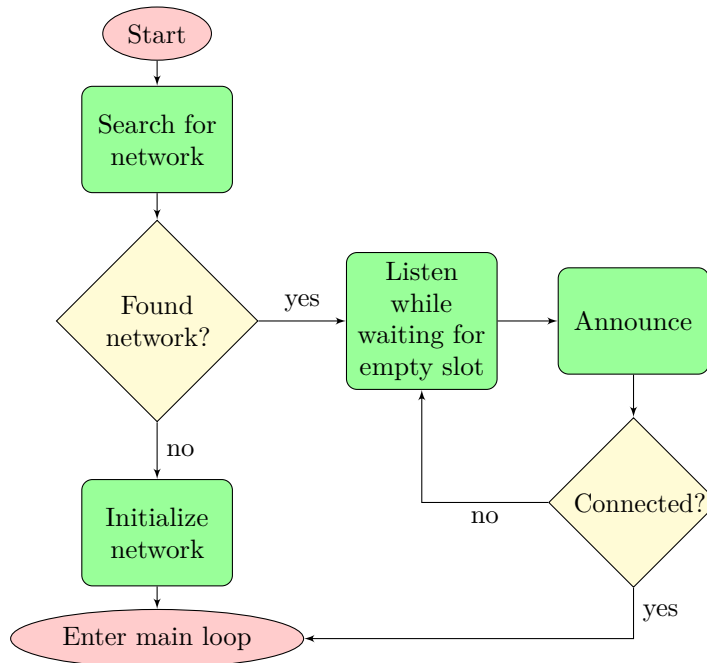 Start
Search for
network
Found
network?
yes
Listen
while
waiting for
empty slot
Announce
Connected?
no
yes
no
Initialize
network
Enter main loop